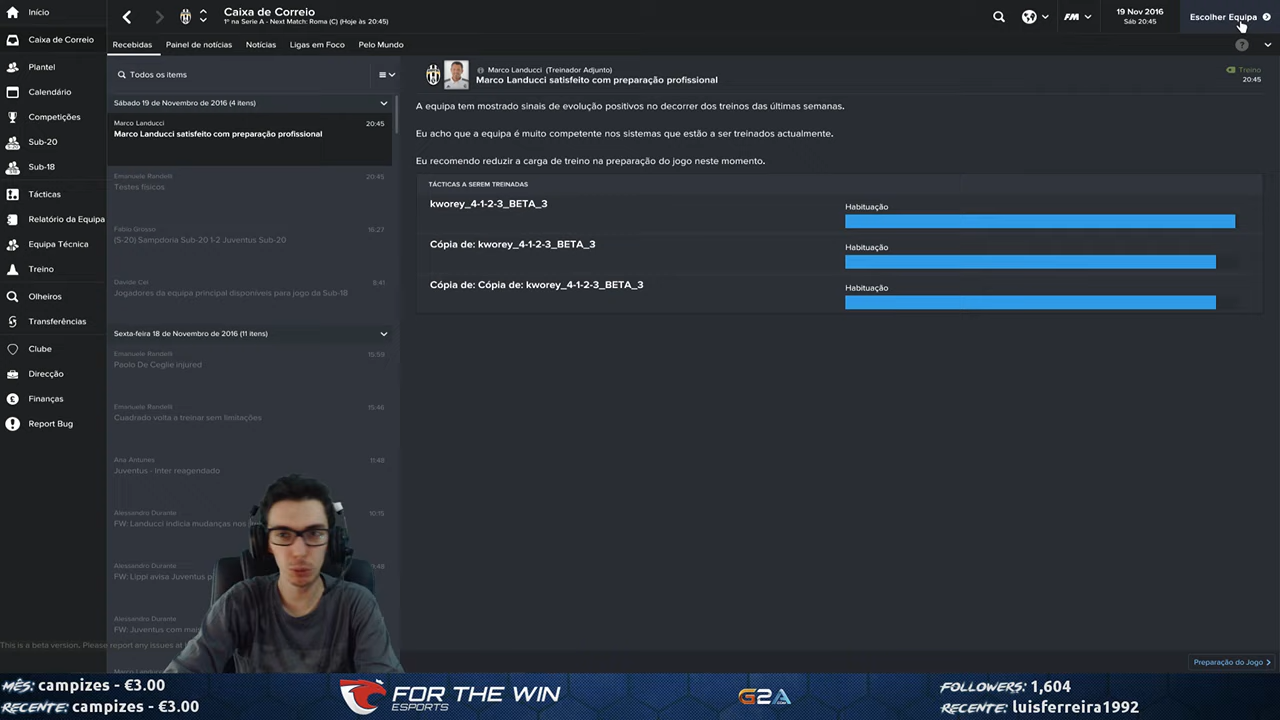 Início
Caixa de Correio
Plantel
Calendário
Competições
Sub-20
Sub-18
Tácticas
Relatório da Equipa
Equipa Técnica
Treino
Olheiros
Transferências
Clube
Direcção
Finanças
Report Bug
Caixa de Correio
1º na Serie A - Next Match: Roma (C) (Hoje às 20:45)
FM
19 Nov 2016
Sáb 20:45
Escolher Equipa
Recebidas Painel de notícias Notícias Ligas em Foco Pelo Mundo
?
Todos os items
Sábado 19 de Novembro de 2016 (4 itens)
Marco Landucci 20:45
Marco Landucci satisfeito com preparação profissional
Emanuele Randelli 20:45
Testes físicos
Fabio Grosso 16:27
(S-20) Sampdoria Sub-20 1-2 Juventus Sub-20
Davide Cei 8:41
Jogadores da equipa principal disponíveis para jogo da Sub-18
Sexta-feira 18 de Novembro de 2016 (11 itens)
Emanuele Randelli 15:59
Paolo De Ceglie injured
Emanuele Randelli 15:46
Cuadrado volta a treinar sem limitações
Ana Antunes 11:48
Juventus - Inter reagendado
Alessandro Durante 10:15
FW: Landucci indicia mudanças nos
Alessandro Durante
FW: Lippi avisa Juventus
Alessandro Durante
FW: Juventus com
This is a beta version. Please report any issues at
Marco Landucci (Treinador Adjunto)
Marco Landucci satisfeito com preparação profissional
Treino
20:45
A equipa tem mostrado sinais de evolução positivos no decorrer dos treinos das últimas semanas.
Eu acho que a equipa é muito competente nos sistemas que estão a ser treinados actualmente.
Eu recomendo reduzir a carga de treino na preparação do jogo neste momento.
TÁCTICAS A SEREM TREINADAS
kworey_4-1-2-3_BETA_3 Habituação
Cópia de: kworey_4-1-2-3_BETA_3 Habituação
Cópia de: Cópia de: kworey_4-1-2-3_BETA_3 Habituação
Preparação do Jogo
MÊS: campizes - €3.00
RECENTE: campizes - €3.00
FOR THE WIN
ESPORTS
G2A
.COM
FOLLOWERS: 1,604
RECENTE: luisferreira1992